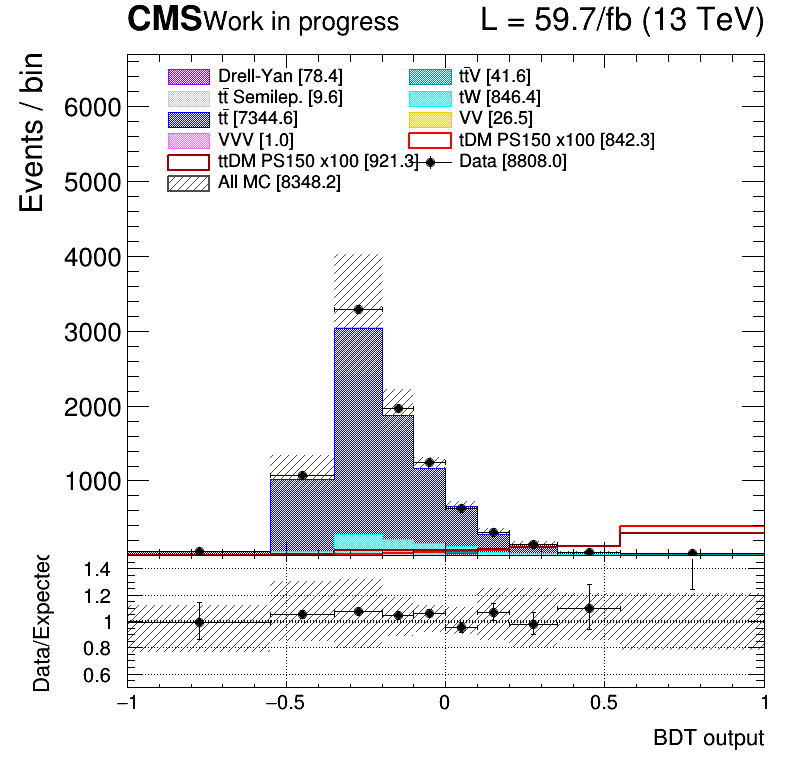 CMS Work in progress L = 59.7/fb (13 TeV)
Events / bin
Drell-Yan [78.4] tt̄V [41.6]
tt̄ Semilep. [9.6] tW [846.4]
tt̄ [7344.6] VV [26.5]
VVV [1.0] tDM PS150 x100 [842.3]
ttDM PS150 x100 [921.3] Data [8808.0]
All MC [8348.2]
6000
5000
4000
3000
2000
1000
Data/Expected
1.4
1.2
1
0.8
0.6
−1 −0.5 0 0.5 1
BDT output